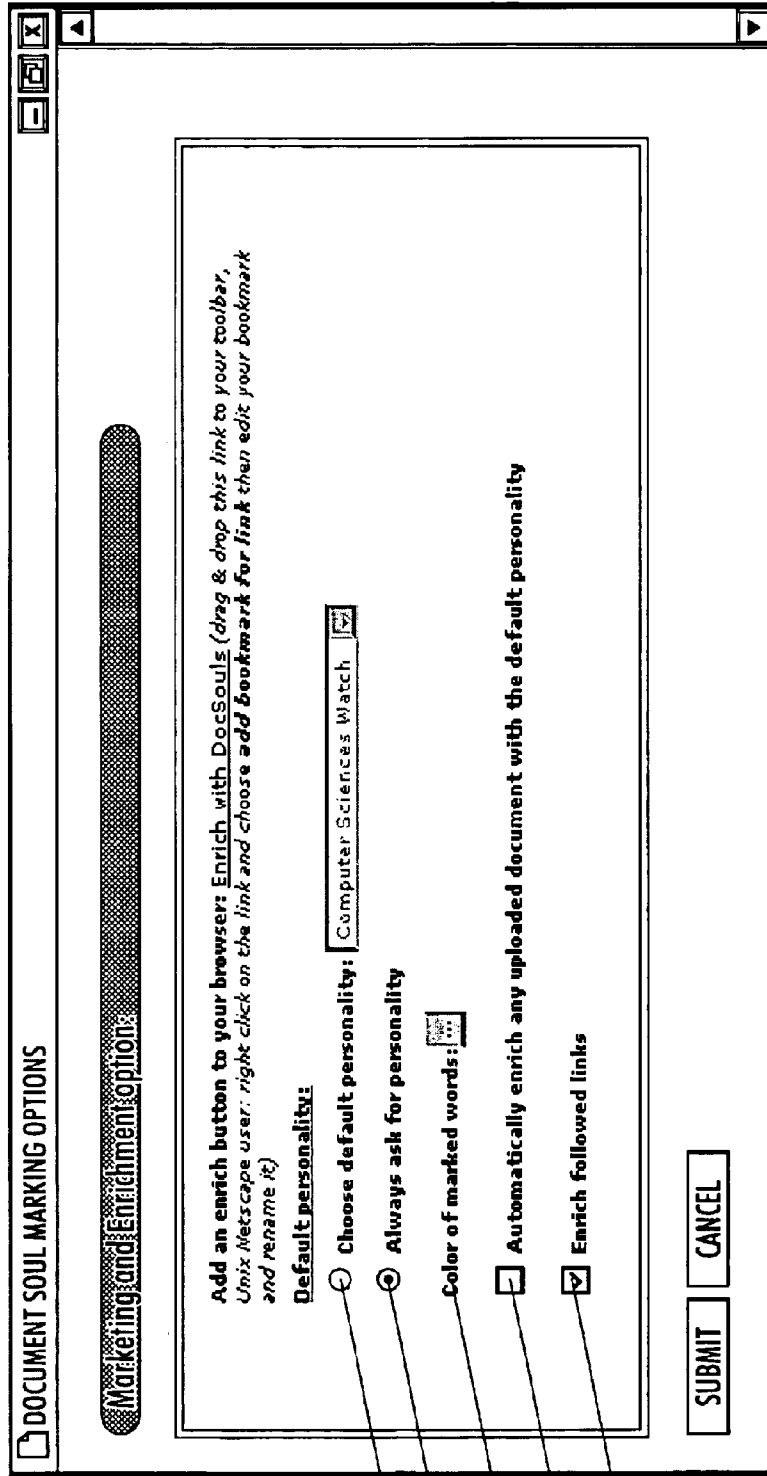 DOCUMENT SOUL MARKING OPTIONS
Marketing and Enrichment options
Add an enrich button to your browser: Enrich with DocSouls (drag & drop this link to your toolbar,
Unix Netscape user: right click on the link and choose add bookmark for link then edit your bookmark
and rename it)
Default personality:
Choose default personality: Computer Sciences Watch
Always ask for personality
Color of marked words:
Automatically enrich any uploaded document with the default personality
Enrich followed links
SUBMIT CANCEL